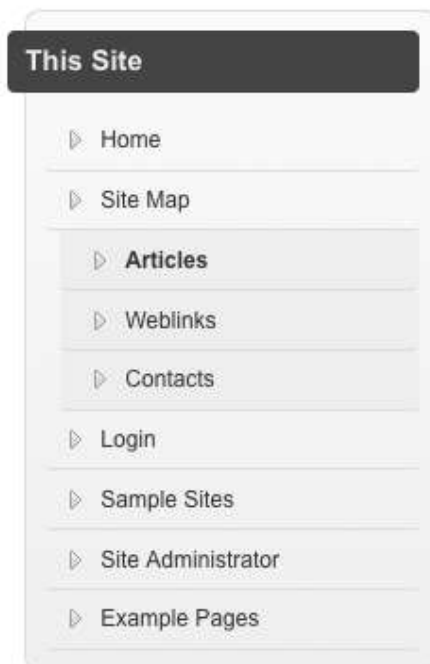 This Site
Home
Site Map
Articles
Weblinks
Contacts
Login
Sample Sites
Site Administrator
Example Pages